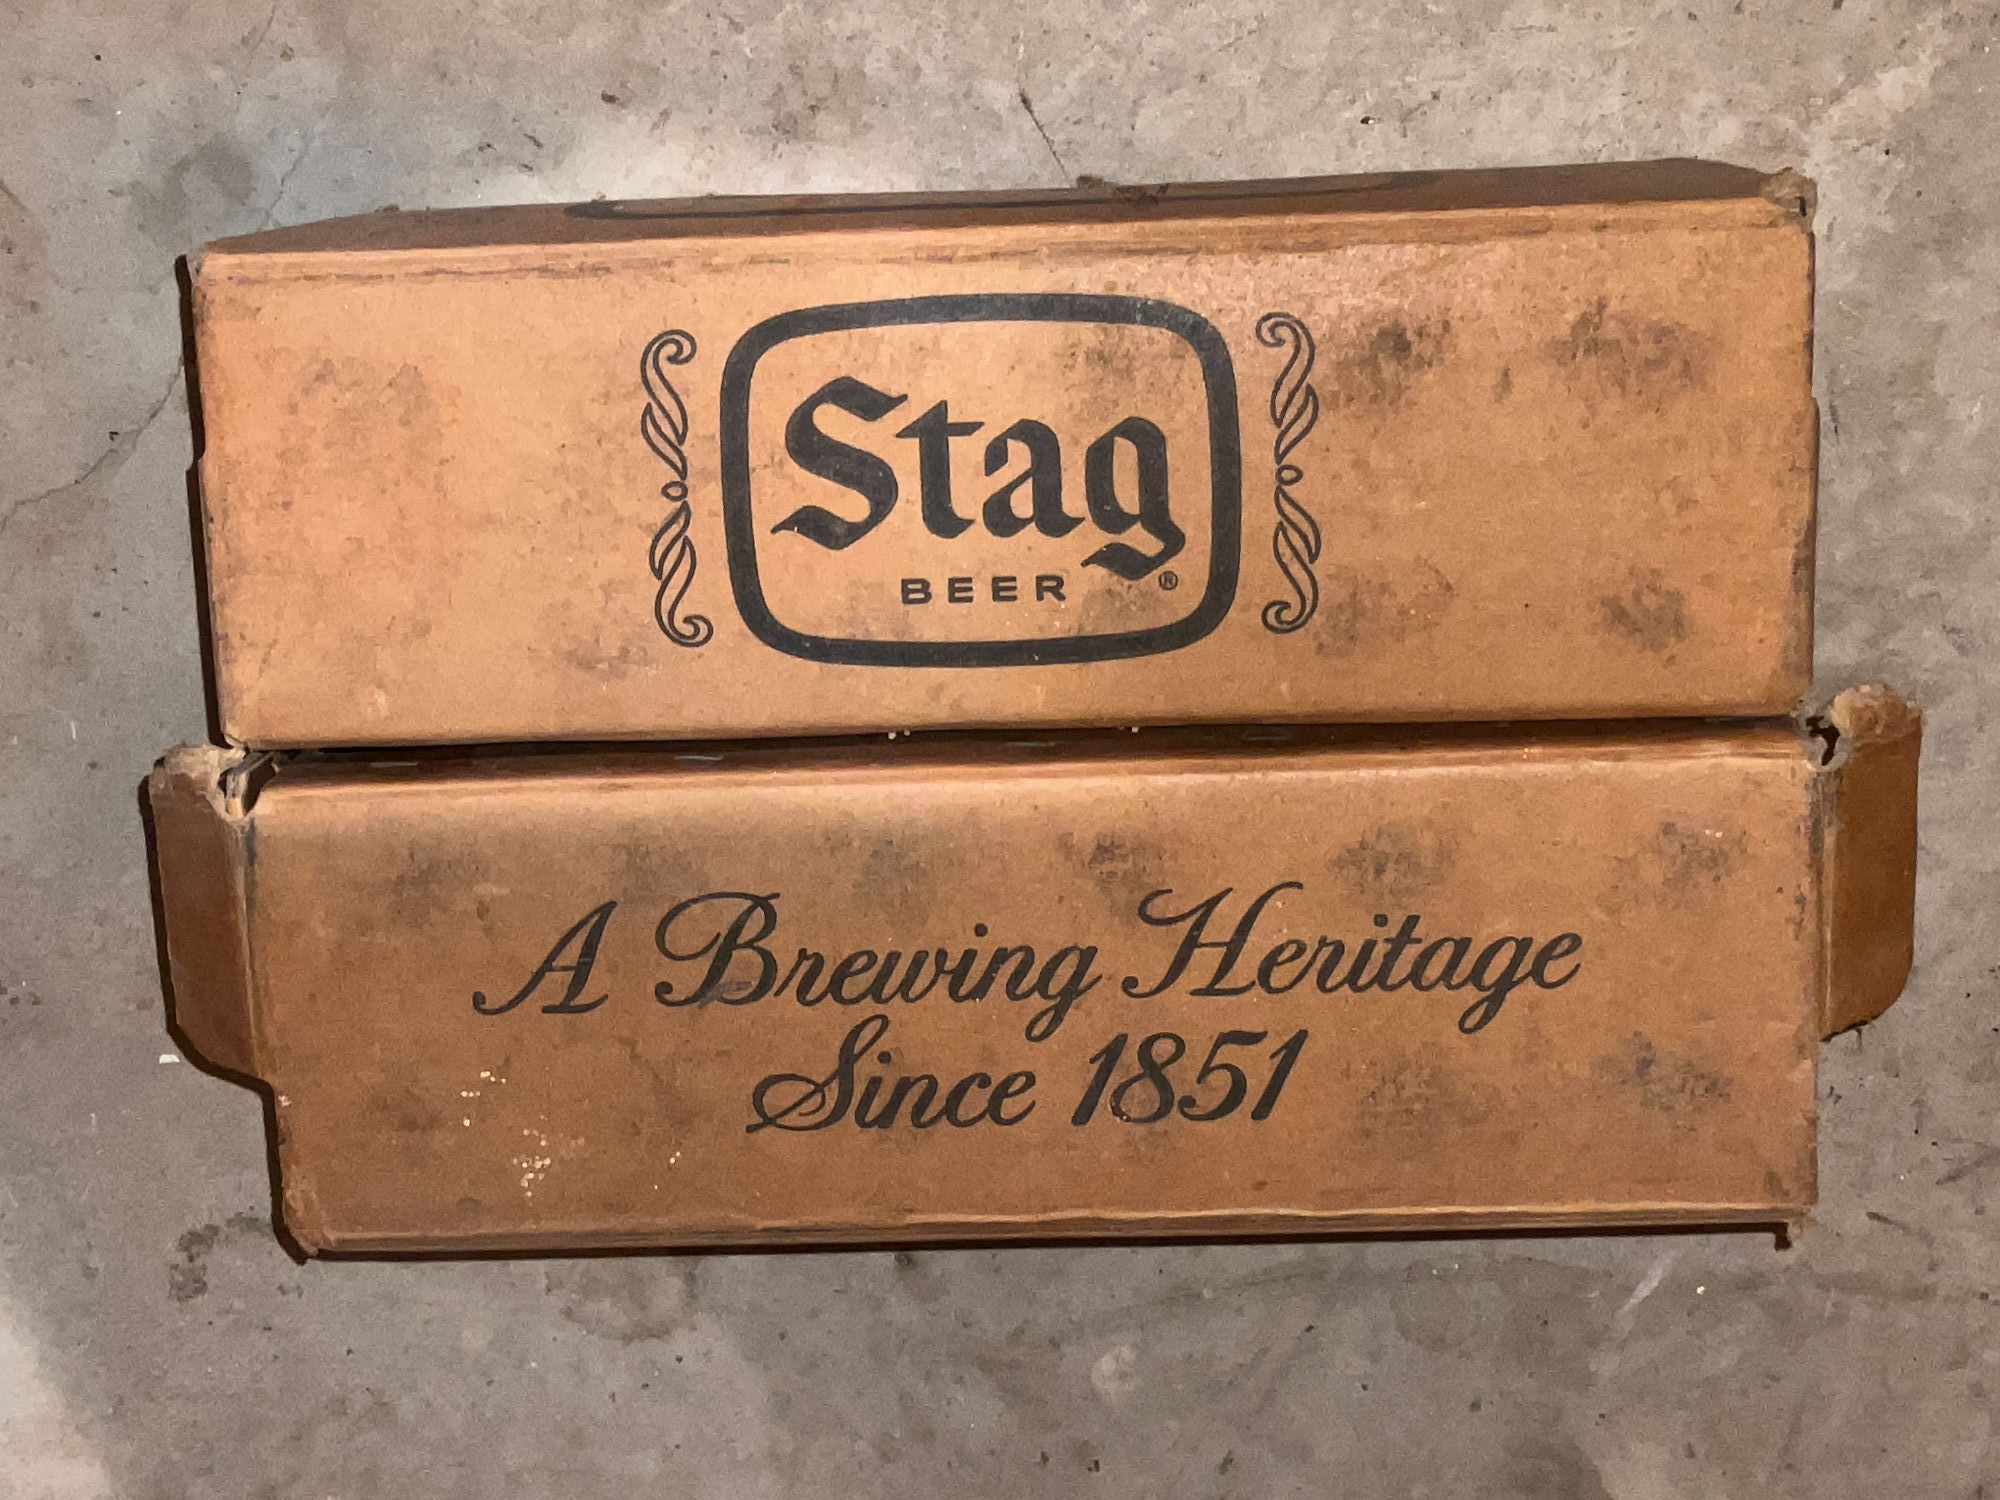 Stag
BEER ®
A Brewing Heritage
Since 1851